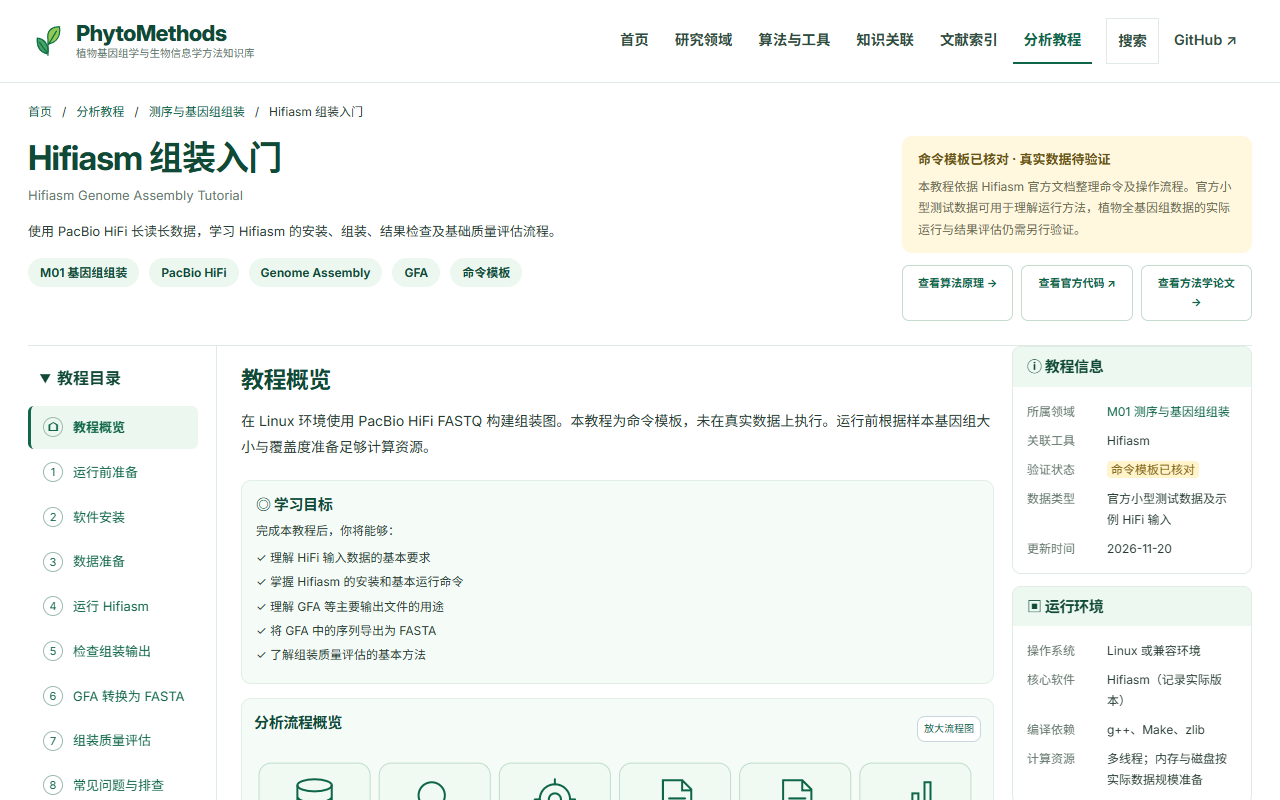 PhytoMethods
植物基因组学与生物信息学方法知识库
首页
研究领域
算法与工具
知识关联
文献索引
分析教程
搜索
GitHub ↗
首页 / 分析教程 / 测序与基因组组装 / Hifiasm 组装入门
Hifiasm 组装入门
Hifiasm Genome Assembly Tutorial
使用 PacBio HiFi 长读长数据，学习 Hifiasm 的安装、组装、结果检查及基础质量评估流程。
M01 基因组组装
PacBio HiFi
Genome Assembly
GFA
命令模板
命令模板已核对 · 真实数据待验证
本教程依据 Hifiasm 官方文档整理命令及操作流程。官方小
型测试数据可用于理解运行方法，植物全基因组数据的实际
运行与结果评估仍需另行验证。
查看算法原理 →
查看官方代码 ↗
查看方法学论文
→
▼ 教程目录
教程概览
1 运行前准备
2 软件安装
3 数据准备
4 运行 Hifiasm
5 检查组装输出
6 GFA 转换为 FASTA
7 组装质量评估
8 常见问题与排查
教程概览
在 Linux 环境使用 PacBio HiFi FASTQ 构建组装图。本教程为命令模板，未在真实数据上执行。运行前根据样本基因组大
小与覆盖度准备足够计算资源。
◎ 学习目标
完成本教程后，你将能够：
✓ 理解 HiFi 输入数据的基本要求
✓ 掌握 Hifiasm 的安装和基本运行命令
✓ 理解 GFA 等主要输出文件的用途
✓ 将 GFA 中的序列导出为 FASTA
✓ 了解组装质量评估的基本方法
分析流程概览
放大流程图
ⓘ 教程信息
所属领域 M01 测序与基因组组装
关联工具 Hifiasm
验证状态 命令模板已核对
数据类型 官方小型测试数据及示
例 HiFi 输入
更新时间 2026-11-20
▣ 运行环境
操作系统 Linux 或兼容环境
核心软件 Hifiasm（记录实际版
本）
编译依赖 g++、Make、zlib
计算资源 多线程；内存与磁盘按
实际数据规模准备